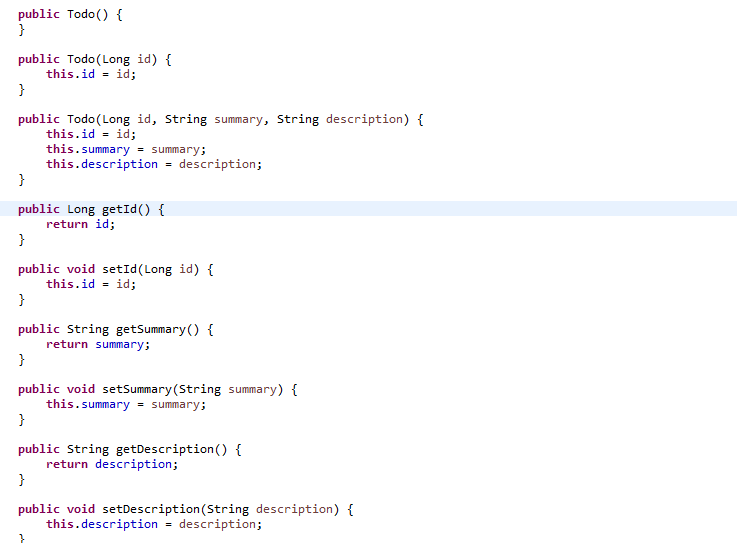 public Todo() {
}
public Todo(Long id) {
    this.id = id;
}
public Todo(Long id, String summary, String description) {
    this.id = id;
    this.summary = summary;
    this.description = description;
}
public Long getId() {
    return id;
}
public void setId(Long id) {
    this.id = id;
}
public String getSummary() {
    return summary;
}
public void setSummary(String summary) {
    this.summary = summary;
}
public String getDescription() {
    return description;
}
public void setDescription(String description) {
    this.description = description;
}